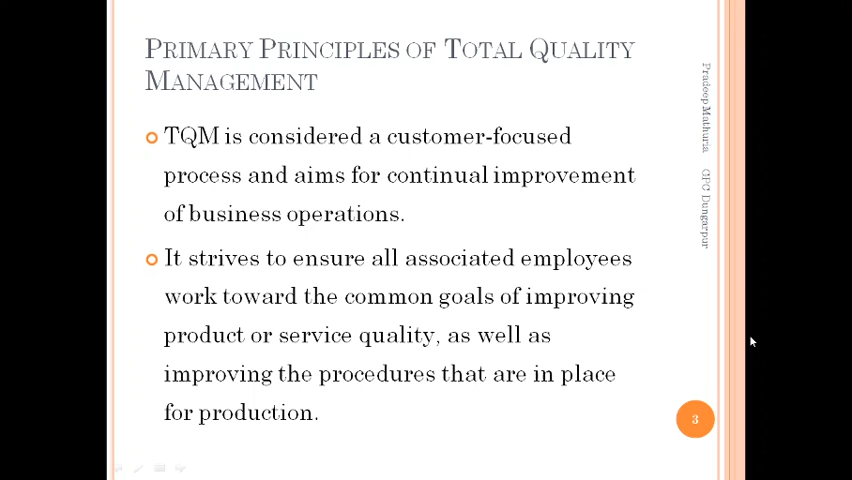 PRIMARY PRINCIPLES OF TOTAL QUALITY
MANAGEMENT
TQM is considered a customer-focused
process and aims for continual improvement
of business operations.
It strives to ensure all associated employees
work toward the common goals of improving
product or service quality, as well as
improving the procedures that are in place
for production.
Pradeep Mathuria GPC Dungarpur
3